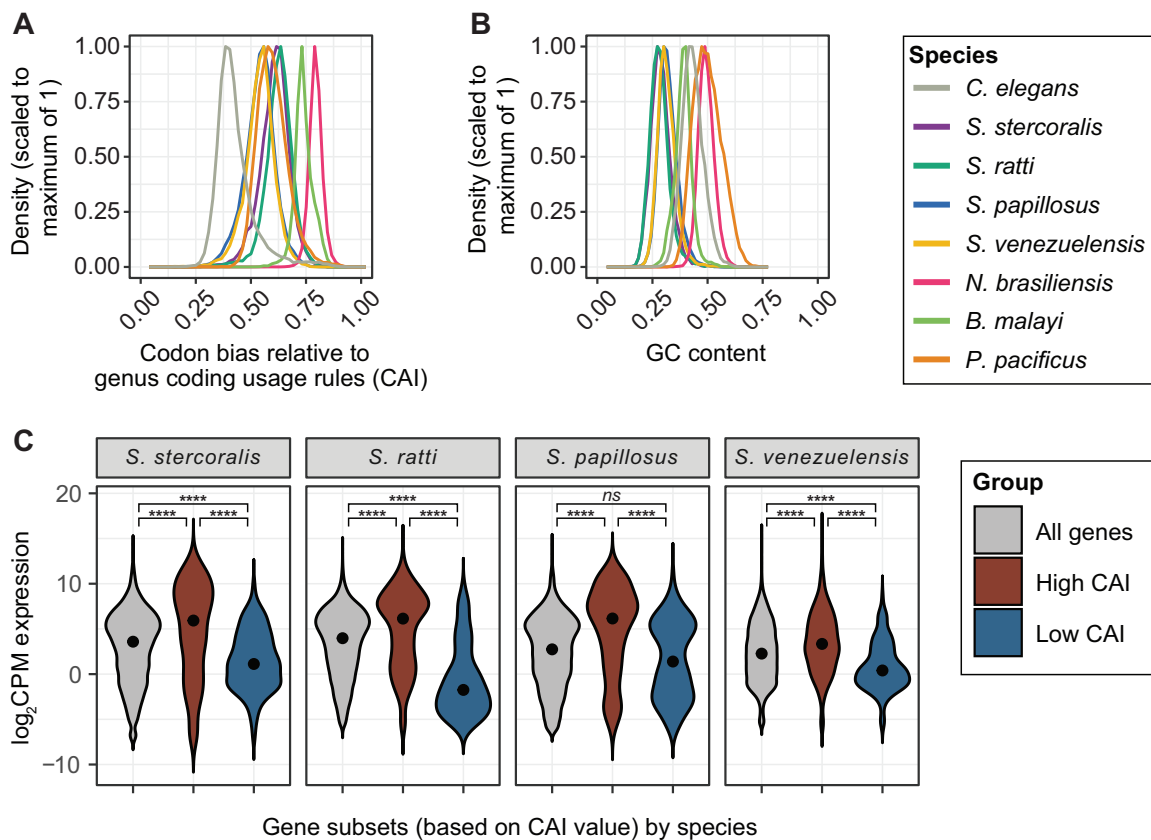 A
Density (scaled to
maximum of 1)
1.00
0.75
0.50
0.25
0.00
0.00
0.25
0.50
0.75
1.00
Codon bias relative to
genus coding usage rules (CAI)
B
Density (scaled to
maximum of 1)
1.00
0.75
0.50
0.25
0.00
0.00
0.25
0.50
0.75
1.00
GC content
Species
C. elegans
S. stercoralis
S. ratti
S. papillosus
S. venezuelensis
N. brasiliensis
B. malayi
P. pacificus
C
S. stercoralis
S. ratti
S. papillosus
S. venezuelensis
log₂CPM expression
20
10
0
−10
****
**** ****
****
**** ****
ns
**** ****
****
**** ****
Gene subsets (based on CAI value) by species
Group
All genes
High CAI
Low CAI